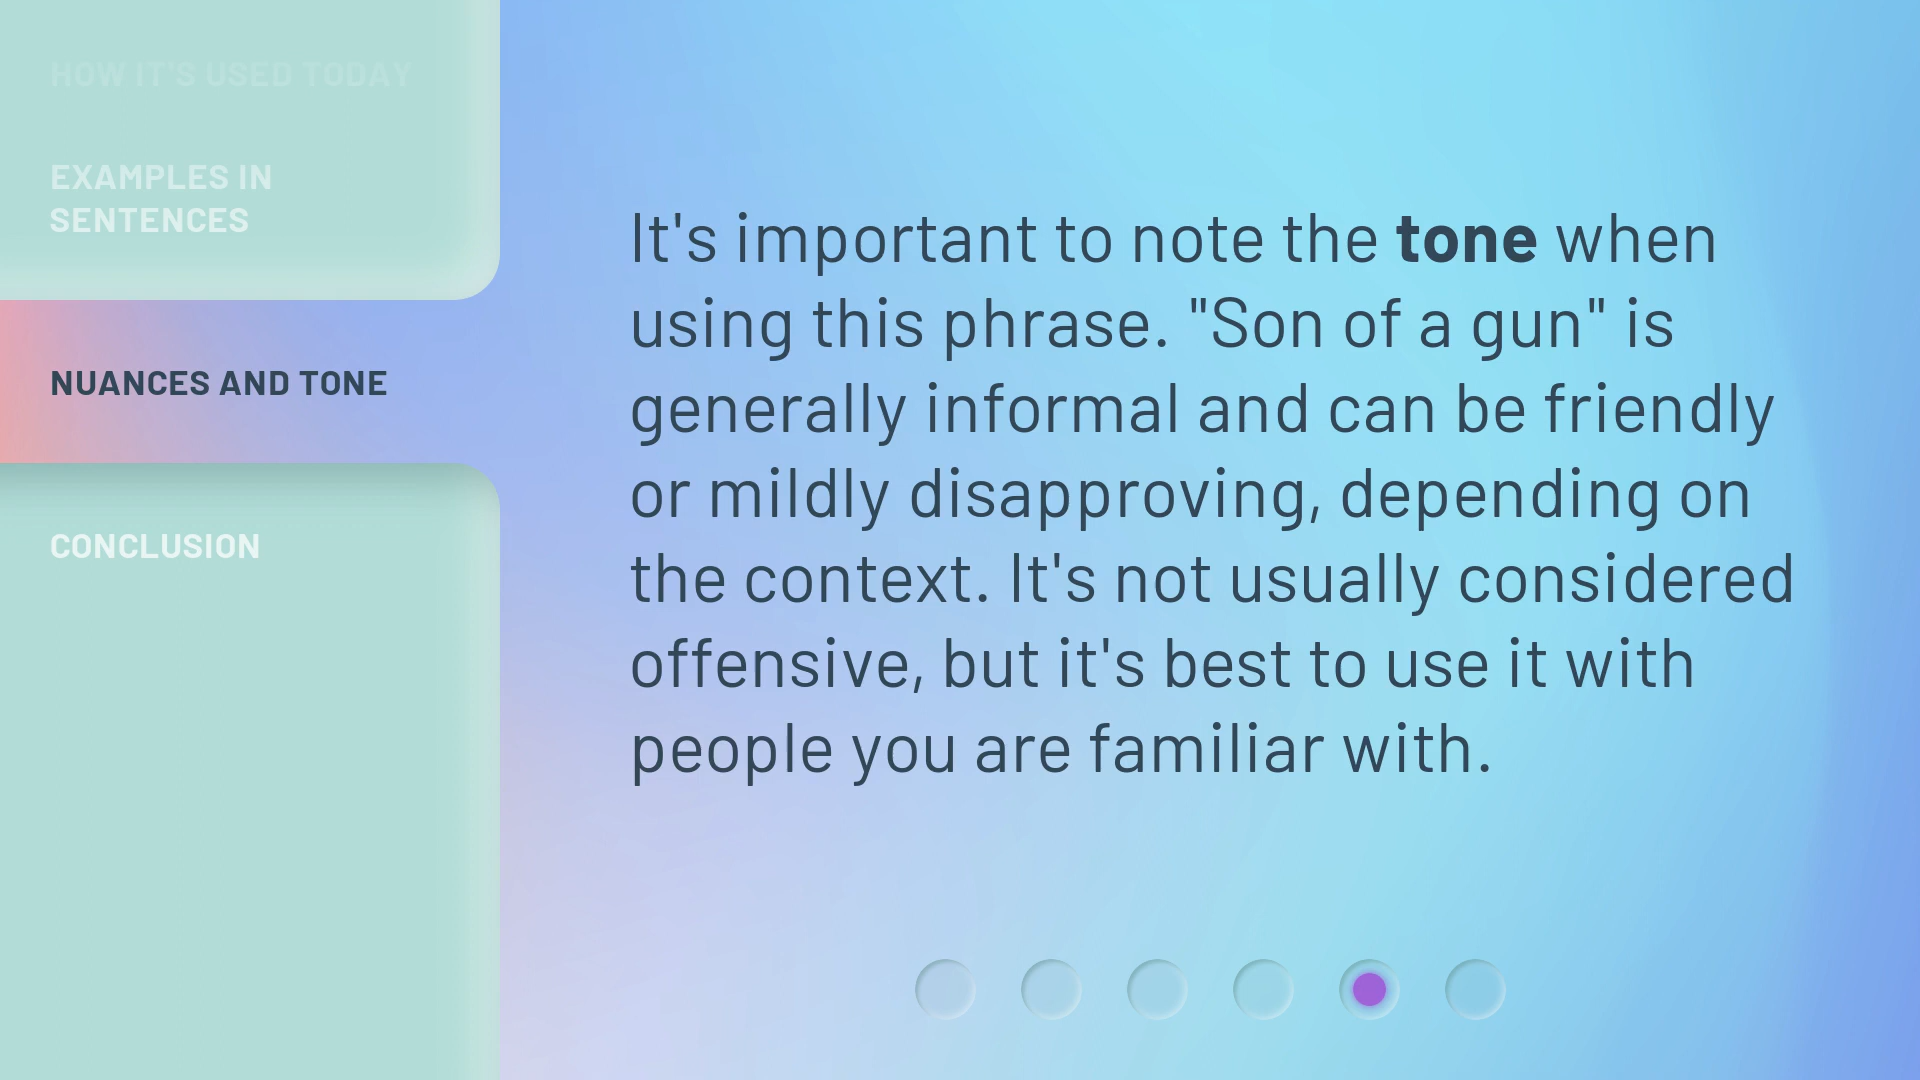 HOW IT'S USED TODAY
EXAMPLES IN
SENTENCES
NUANCES AND TONE
CONCLUSION
It's important to note the tone when
using this phrase. "Son of a gun" is
generally informal and can be friendly
or mildly disapproving, depending on
the context. It's not usually considered
offensive, but it's best to use it with
people you are familiar with.